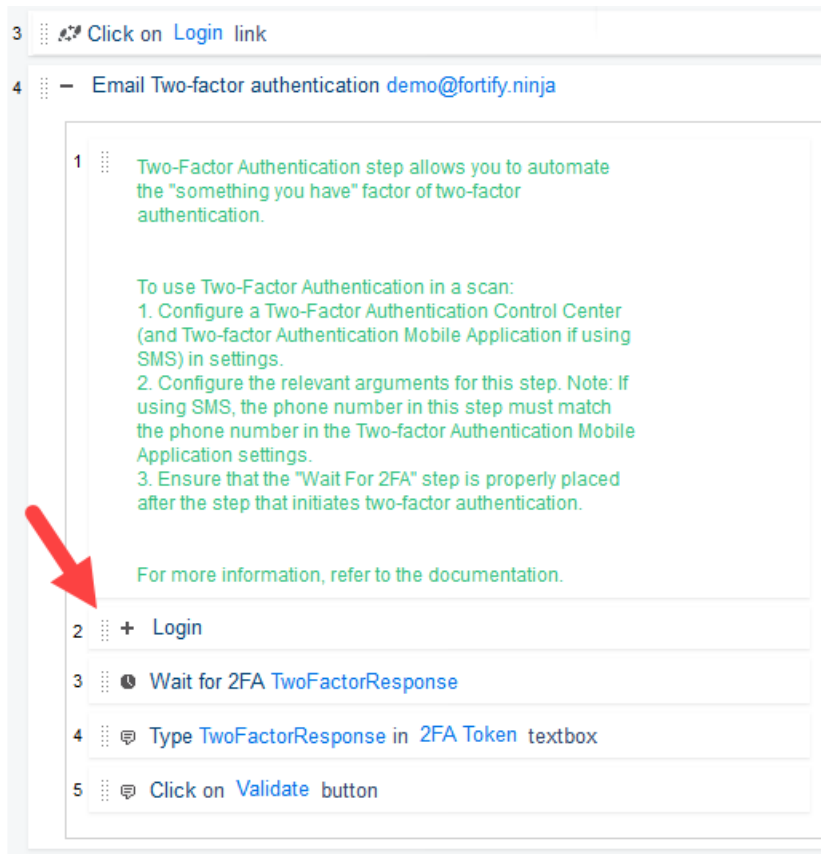 3 Click on Login link
4 Email Two-factor authentication demo@fortify.ninja
1 Two-Factor Authentication step allows you to automate
the "something you have" factor of two-factor
authentication.
To use Two-Factor Authentication in a scan:
1. Configure a Two-Factor Authentication Control Center
(and Two-factor Authentication Mobile Application if using
SMS) in settings.
2. Configure the relevant arguments for this step. Note: If
using SMS, the phone number in this step must match
the phone number in the Two-factor Authentication Mobile
Application settings.
3. Ensure that the "Wait For 2FA" step is properly placed
after the step that initiates two-factor authentication.
For more information, refer to the documentation.
2 Login
3 Wait for 2FA TwoFactorResponse
4 Type TwoFactorResponse in 2FA Token textbox
5 Click on Validate button